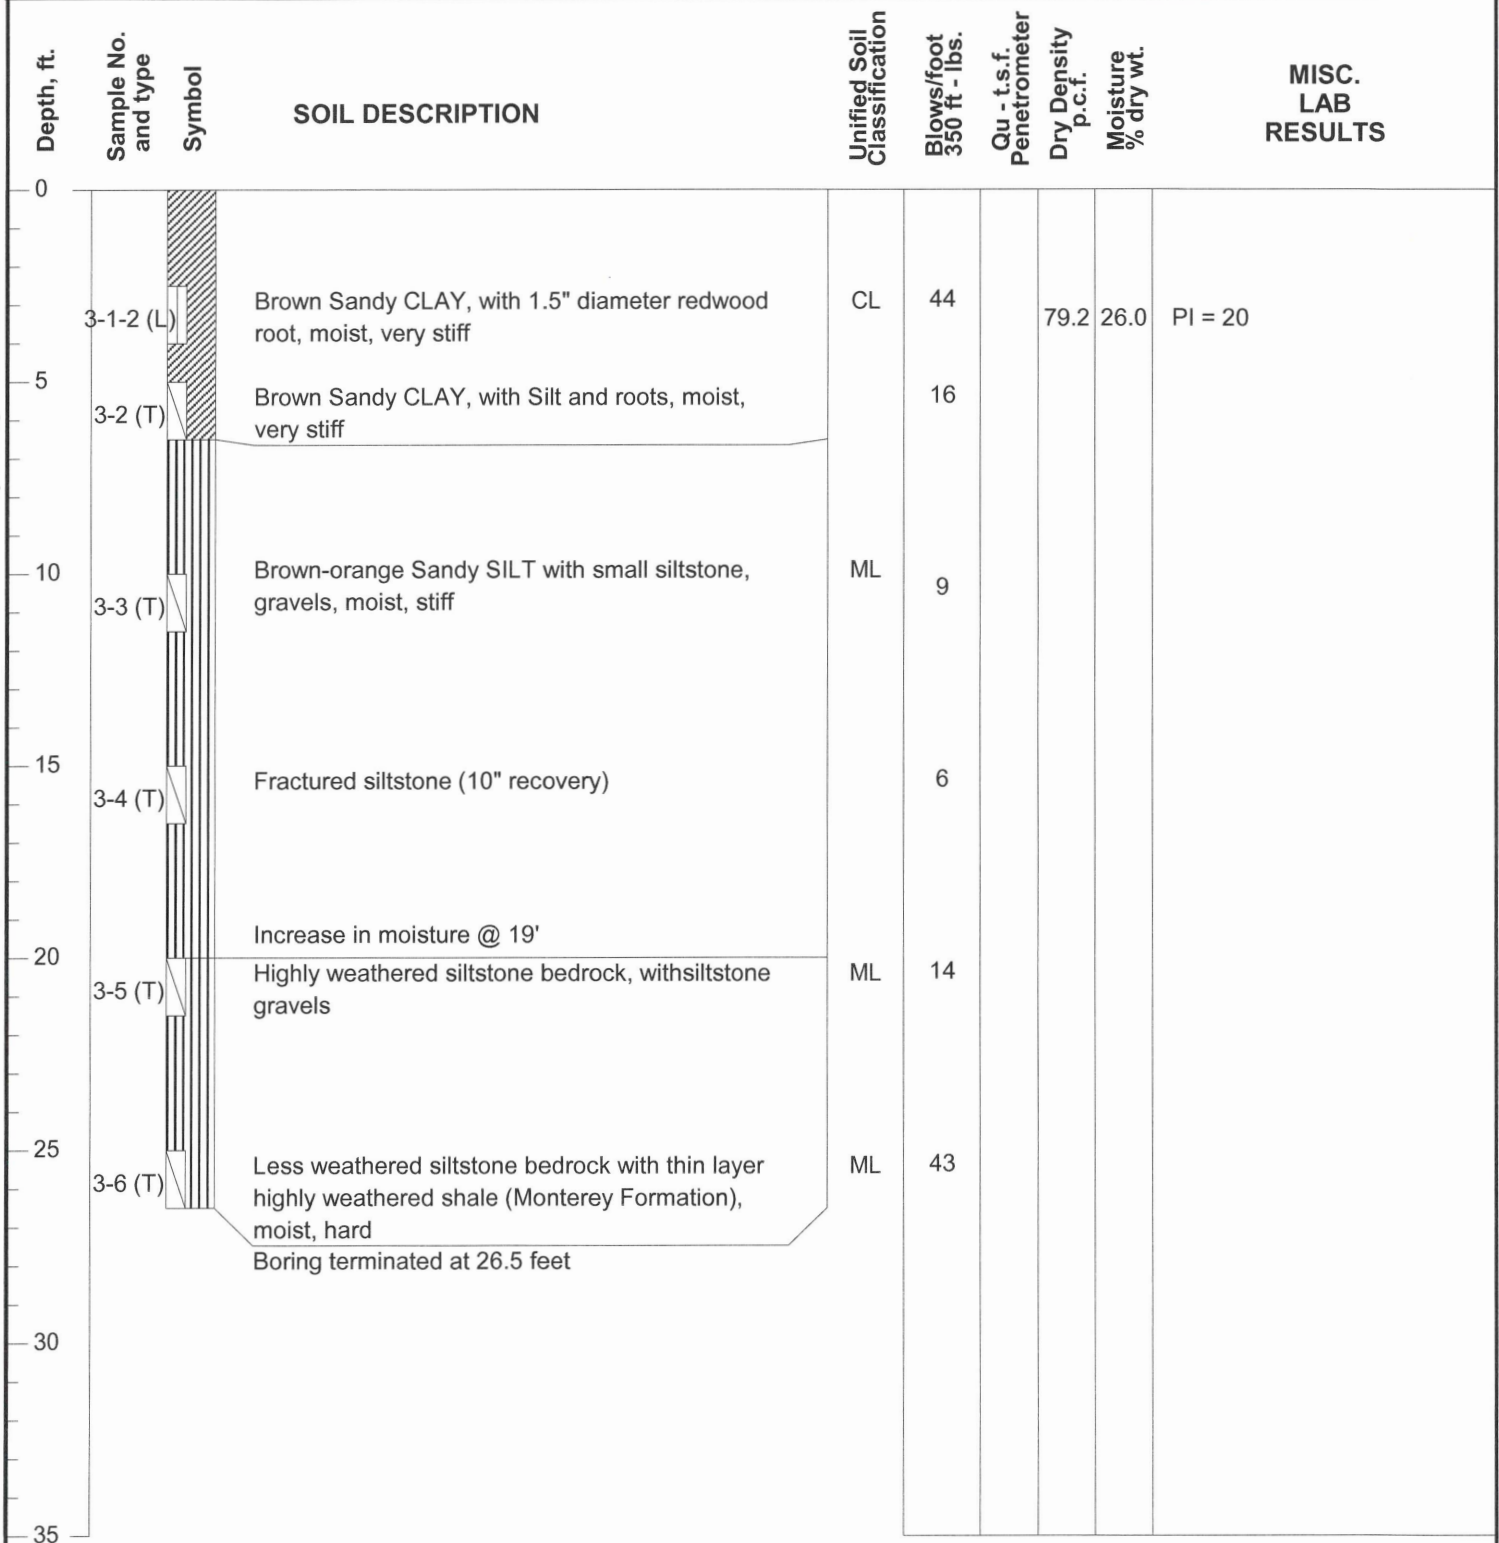 Depth, ft.
Sample No.
and type
Symbol
SOIL DESCRIPTION
Unified Soil
Classification
Blows/foot
350 ft - lbs.
Qu - t.s.f.
Penetrometer
Dry Density
p.c.f.
Moisture
% dry wt.
MISC.
LAB
RESULTS
0
3-1-2 (L)
Brown Sandy CLAY, with 1.5" diameter redwood
root, moist, very stiff
CL
44
79.2
26.0
PI = 20
5
3-2 (T)
Brown Sandy CLAY, with Silt and roots, moist,
very stiff
16
10
3-3 (T)
Brown-orange Sandy SILT with small siltstone,
gravels, moist, stiff
ML
9
15
3-4 (T)
Fractured siltstone (10" recovery)
6
Increase in moisture @ 19'
20
3-5 (T)
Highly weathered siltstone bedrock, withsiltstone
gravels
ML
14
25
3-6 (T)
Less weathered siltstone bedrock with thin layer
highly weathered shale (Monterey Formation),
moist, hard
ML
43
Boring terminated at 26.5 feet
30
35